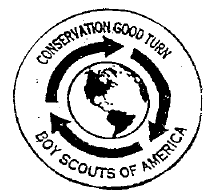 CONSERVATION GOOD TURN
BOY SCOUTS OF AMERICA